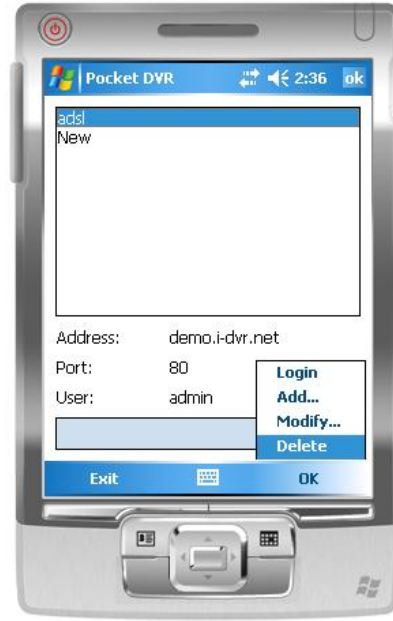 Pocket DVR 2:36 ok
adsl
New
Address: demo.i-dvr.net
Port: 80
User: admin
Login
Add...
Modify...
Delete
Exit OK